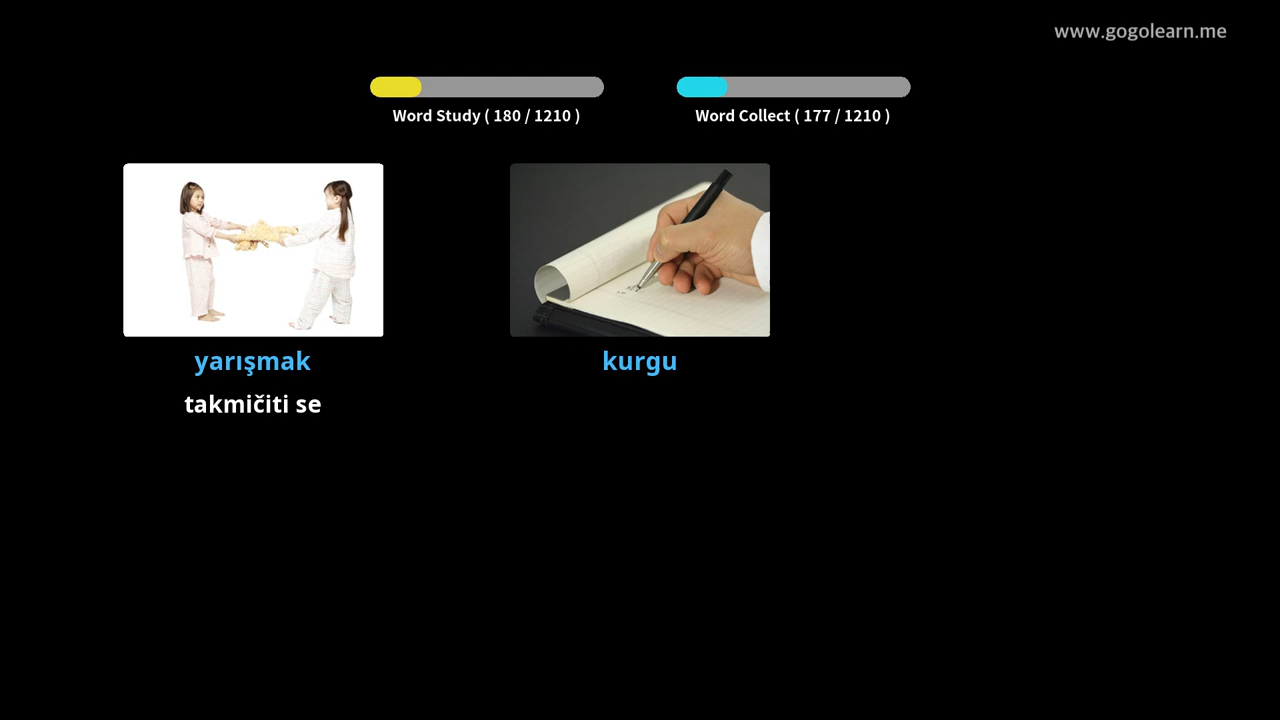 www.gogolearn.me
Word Study ( 180 / 1210 )
Word Collect ( 177 / 1210 )
yarışmak
kurgu
takmičiti se